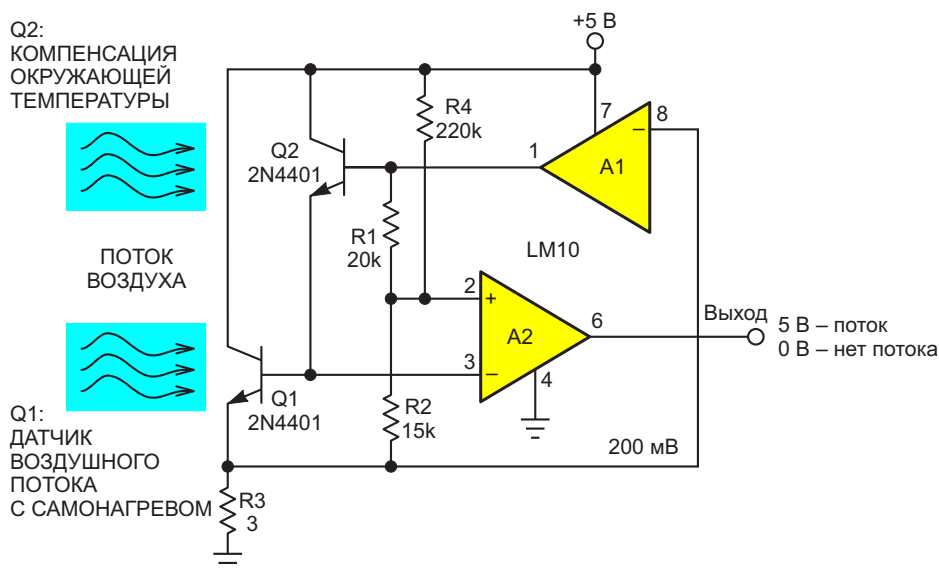 Q2:
КОМПЕНСАЦИЯ
ОКРУЖАЮЩЕЙ
ТЕМПЕРАТУРЫ
+5 В
R4
220k
7
8
–
A1
1
Q2
2N4401
R1
20k
LM10
ПОТОК
ВОЗДУХА
2
+
A2
6
Выход
5 В – поток
0 В – нет потока
3
–
4
Q1
2N4401
R2
15k
200 мВ
Q1:
ДАТЧИК
ВОЗДУШНОГО
ПОТОКА
С САМОНАГРЕВОМ
R3
3